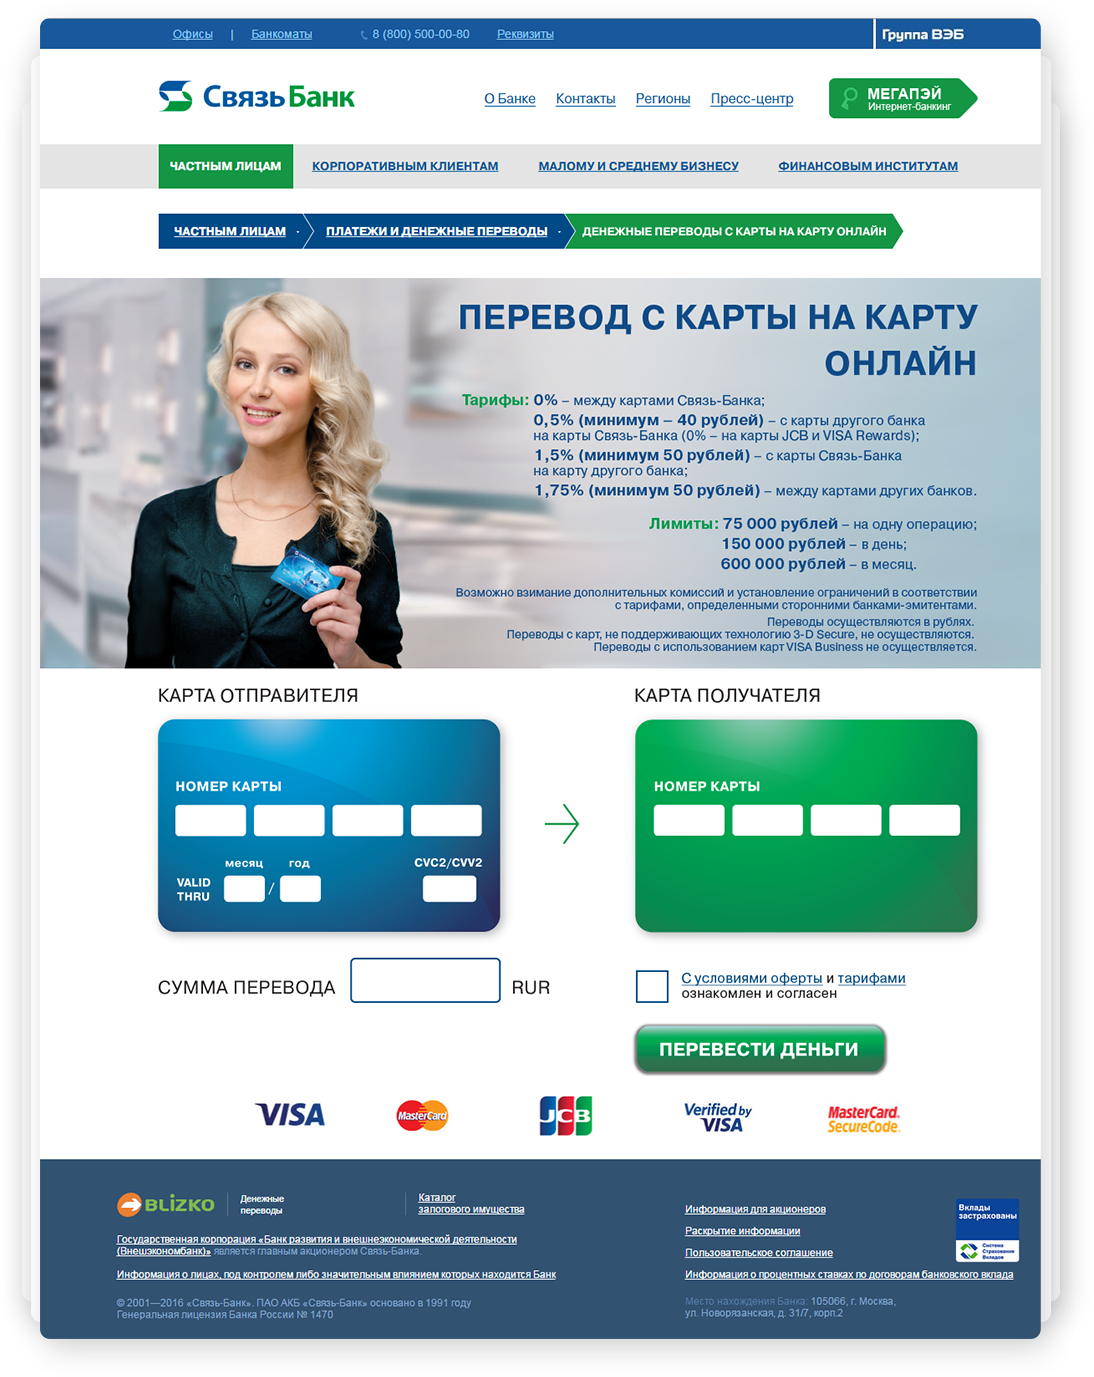 Офисы | Банкоматы 8 (800) 500-00-80 Реквизиты Группа ВЭБ
Связь Банк
О Банке Контакты Регионы Пресс-центр
МЕГАПЭЙ
Интернет-банкинг
ЧАСТНЫМ ЛИЦАМ КОРПОРАТИВНЫМ КЛИЕНТАМ МАЛОМУ И СРЕДНЕМУ БИЗНЕСУ ФИНАНСОВЫМ ИНСТИТУТАМ
ЧАСТНЫМ ЛИЦАМ ПЛАТЕЖИ И ДЕНЕЖНЫЕ ПЕРЕВОДЫ ДЕНЕЖНЫЕ ПЕРЕВОДЫ С КАРТЫ НА КАРТУ ОНЛАЙН
ПЕРЕВОД С КАРТЫ НА КАРТУ
ОНЛАЙН
Тарифы: 0% – между картами Связь-Банка;
0,5% (минимум – 40 рублей) – с карты другого банка
на карты Связь-Банка (0% – на карты JCB и VISA Rewards);
1,5% (минимум 50 рублей) – с карты Связь-Банка
на карту другого банка;
1,75% (минимум 50 рублей) – между картами других банков.
Лимиты: 75 000 рублей – на одну операцию;
150 000 рублей – в день;
600 000 рублей – в месяц.
Возможно взимание дополнительных комиссий и установление ограничений в соответствии
с тарифами, определенными сторонними банками-эмитентами.
Переводы осуществляются в рублях.
Переводы с карт, не поддерживающих технологию 3-D Secure, не осуществляются.
Переводы с использованием карт VISA Business не осуществляется.
КАРТА ОТПРАВИТЕЛЯ
НОМЕР КАРТЫ
месяц год CVC2/CVV2
VALID
THRU /
КАРТА ПОЛУЧАТЕЛЯ
НОМЕР КАРТЫ
СУММА ПЕРЕВОДА RUR
С условиями оферты и тарифами
ознакомлен и согласен
ПЕРЕВЕСТИ ДЕНЬГИ
VISA
MasterCard
JCB
Verified by
VISA
MasterCard.
SecureCode.
BLIZKO
Денежные
переводы
Каталог
залогового имущества
Государственная корпорация «Банк развития и внешнеэкономической деятельности
(Внешэкономбанк)» является главным акционером Связь-Банка.
Информация о лицах, под контролем либо значительным влиянием которых находится Банк
© 2001—2016 «Связь-Банк». ПАО АКБ «Связь-Банк» основано в 1991 году
Генеральная лицензия Банка России № 1470
Информация для акционеров
Раскрытие информации
Пользовательское соглашение
Информация о процентных ставках по договорам банковского вклада
Место нахождения Банка: 105066, г. Москва,
ул. Новорязанская, д. 31/7, корп.2
Вклады
застрахованы
Система
Страхования
Вкладов